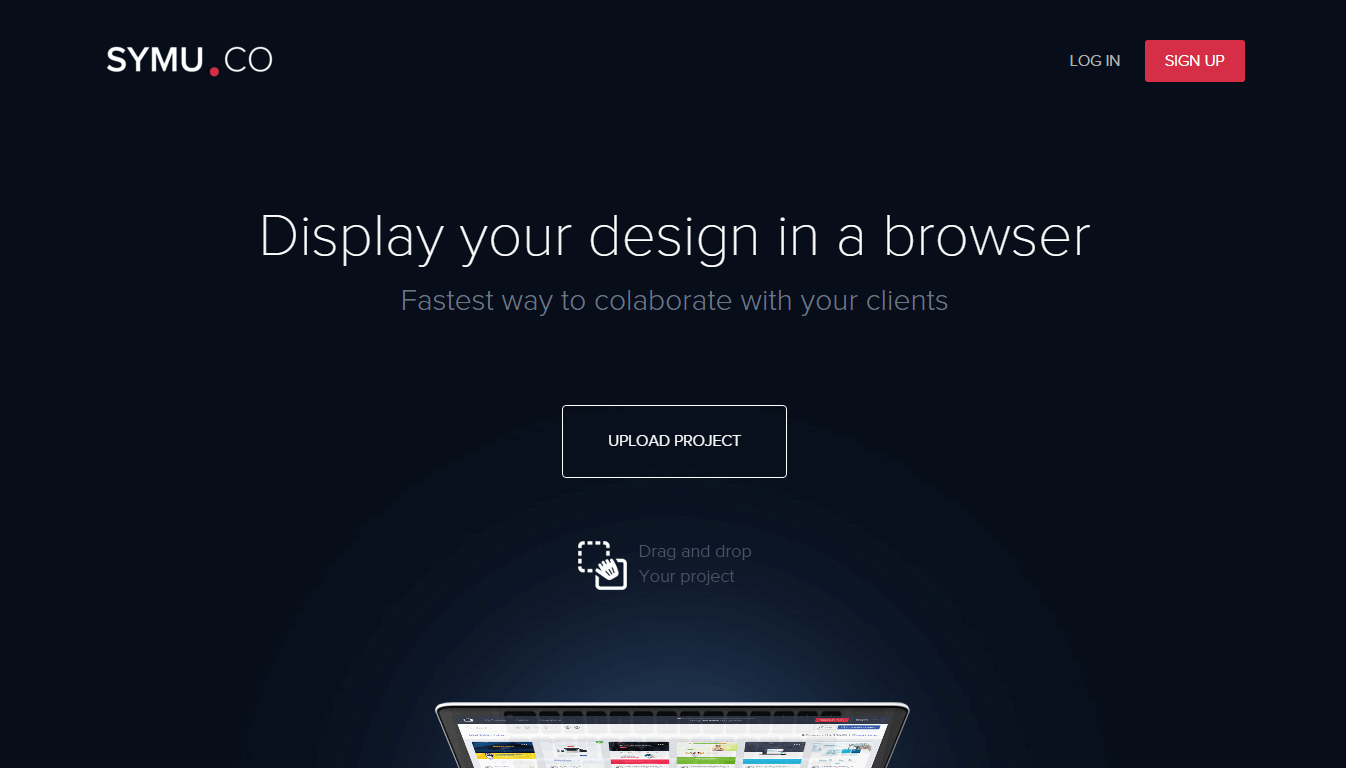 SYMU.CO
LOG IN
SIGN UP
Display your design in a browser
Fastest way to colaborate with your clients
UPLOAD PROJECT
Drag and drop
Your project